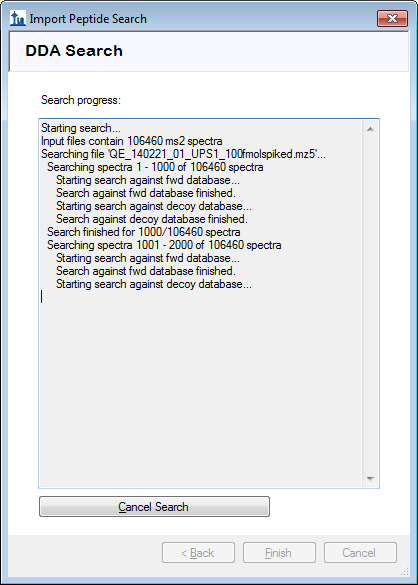 Import Peptide Search
DDA Search
Search progress:
Starting search...
Input files contain 106460 ms2 spectra
Searching file 'QE_140221_01_UPS1_100fmolspiked.mz5'...
Searching spectra 1 - 1000 of 106460 spectra
Starting search against fwd database...
Search against fwd database finished.
Starting search against decoy database...
Search against decoy database finished.
Search finished for 1000/106460 spectra
Searching spectra 1001 - 2000 of 106460 spectra
Starting search against fwd database...
Search against fwd database finished.
Starting search against decoy database...
Cancel Search
< Back
Finish
Cancel